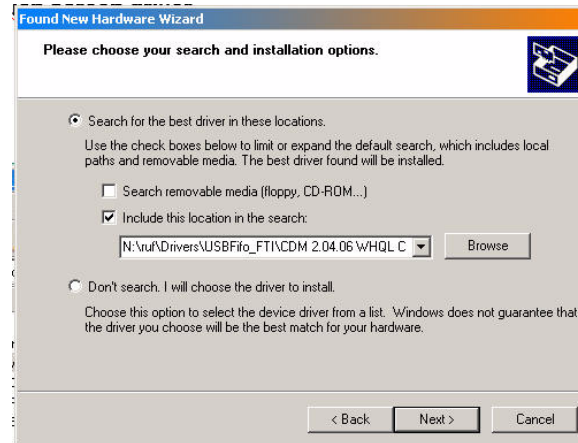 Found New Hardware Wizard
Please choose your search and installation options.
Search for the best driver in these locations.
Use the check boxes below to limit or expand the default search, which includes local
paths and removable media. The best driver found will be installed.
Search removable media (floppy, CD-ROM...)
Include this location in the search:
N:\ruf\Drivers\USBFifo_FTI\CDM 2.04.06 WHQL C
Browse
Don't search. I will choose the driver to install.
Choose this option to select the device driver from a list. Windows does not guarantee that
the driver you choose will be the best match for your hardware.
< Back
Next >
Cancel